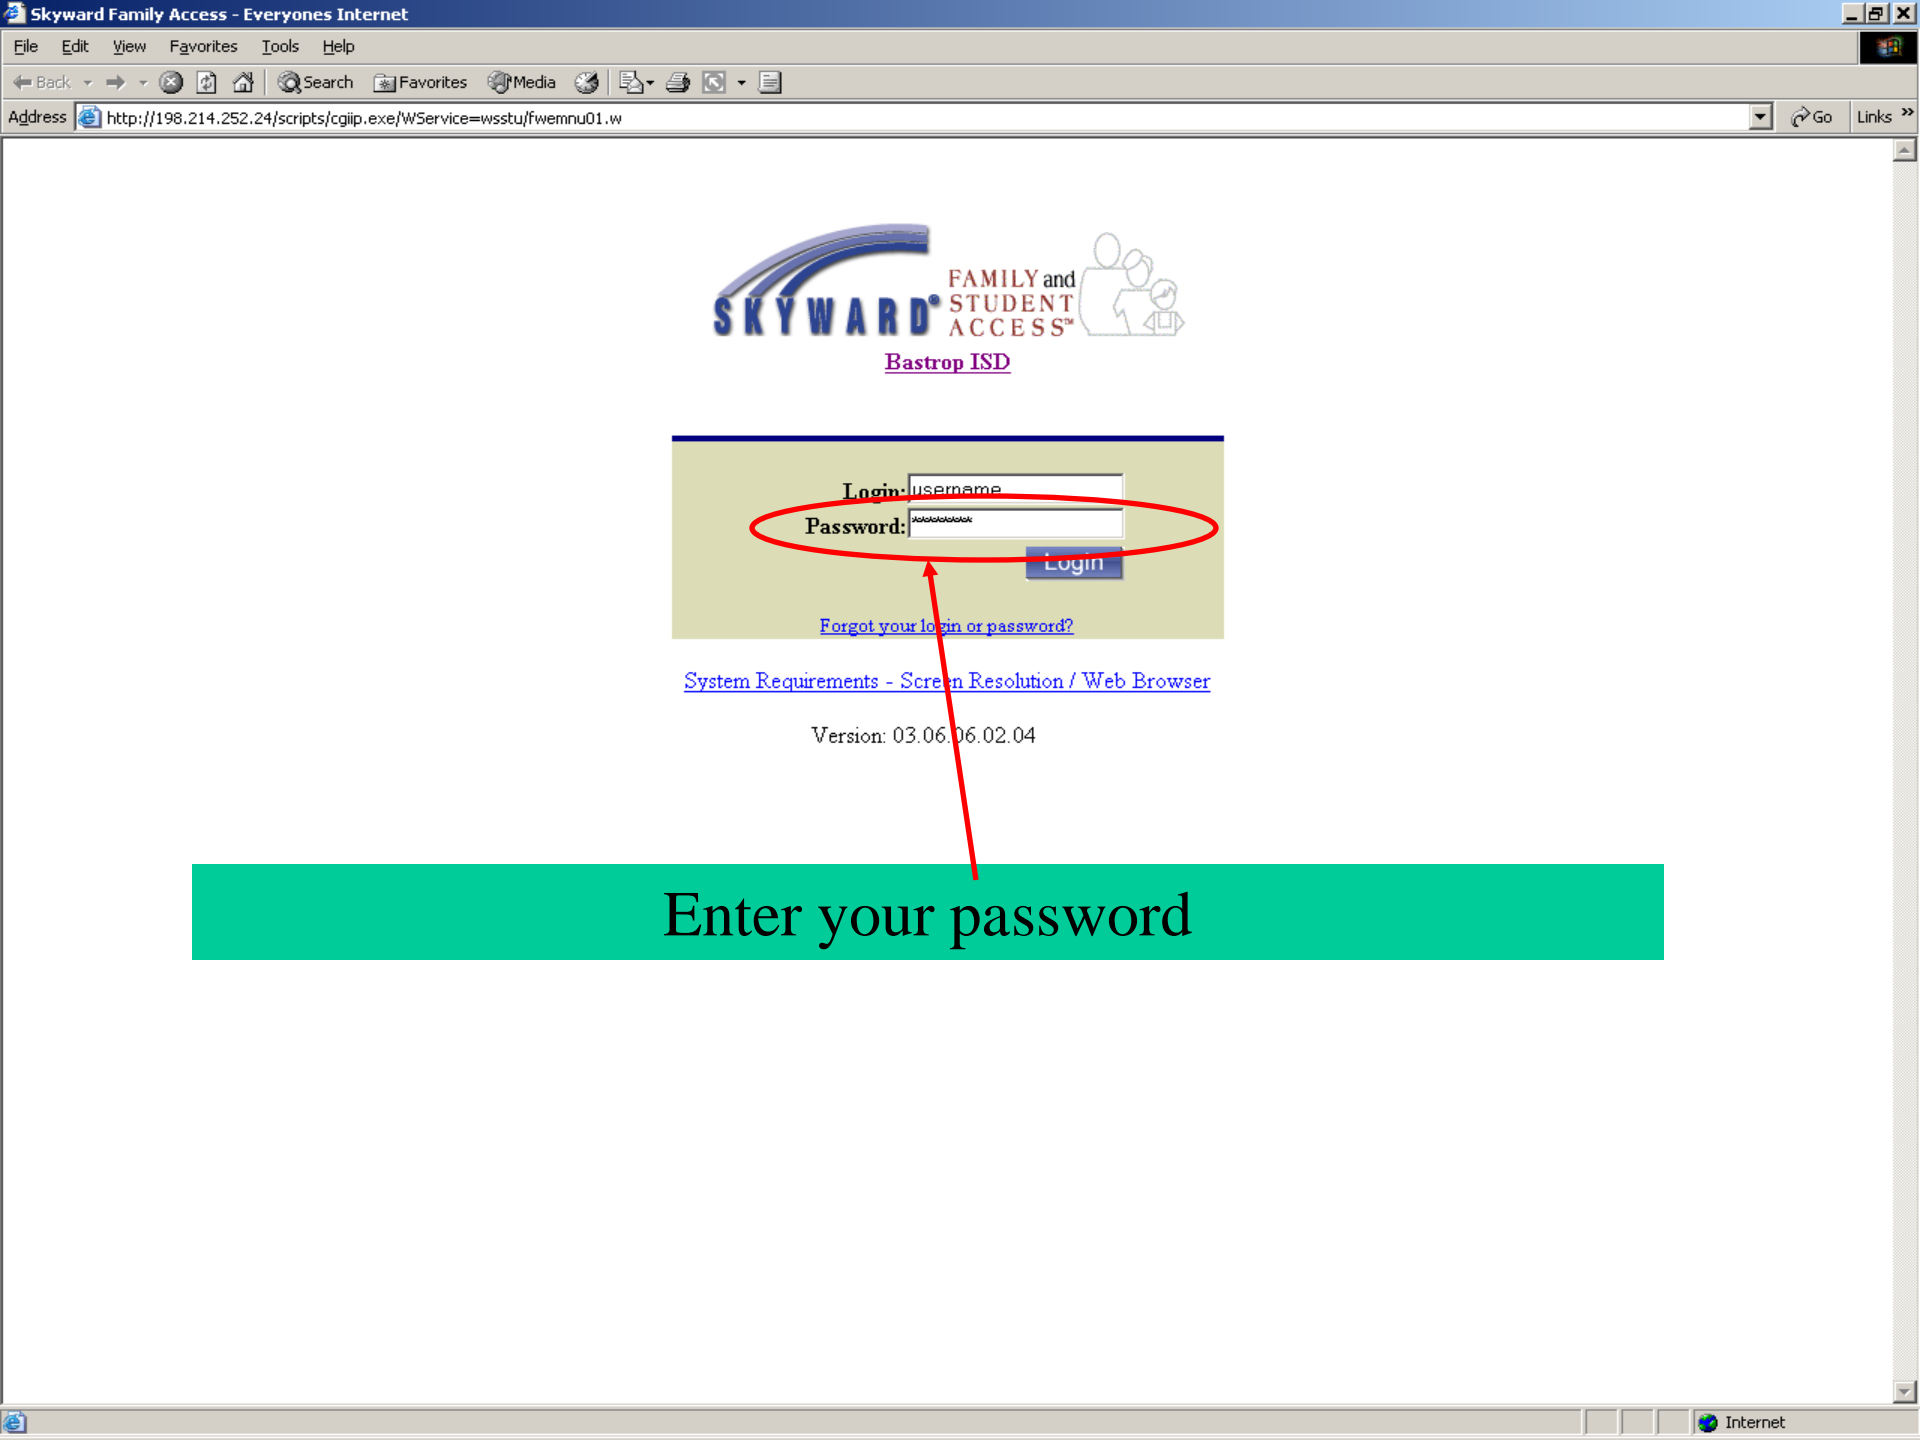 Skyward Family Access - Everyones Internet
File Edit View Favorites Tools Help
Back Search Favorites Media
Address http://198.214.252.24/scripts/cgiip.exe/WService=wsstu/fwemnu01.w Go Links »
SKYWARD® FAMILY and STUDENT ACCESS™
Bastrop ISD
Login: username
Password: *********
Login
Forgot your login or password?
System Requirements - Screen Resolution / Web Browser
Version: 03.06.06.02.04
Enter your password
Internet